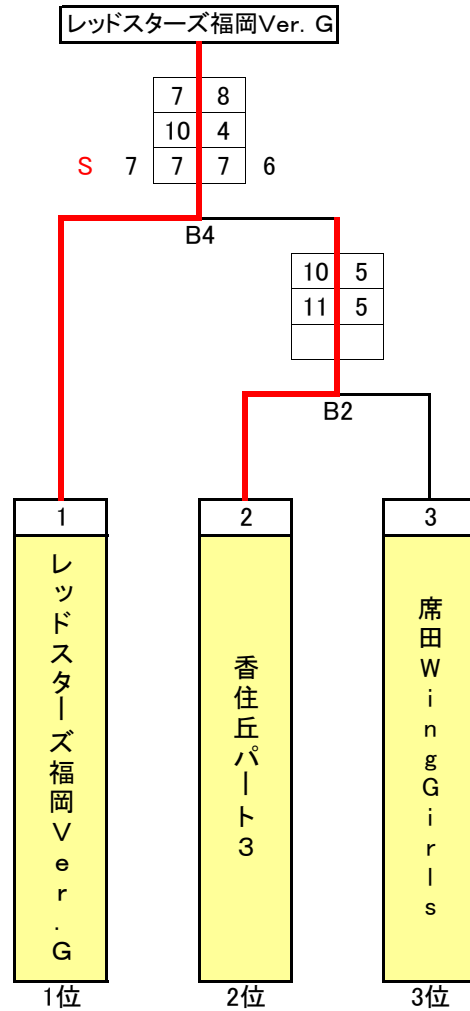 レッドスターズ福岡Ver. G
7 8
10 4
S 7 7 7 6
B4
10 5
11 5
B2
1 2 3
レッドスターズ福岡Ver.G
香住丘パート3
席田WingGirls
1位 2位 3位